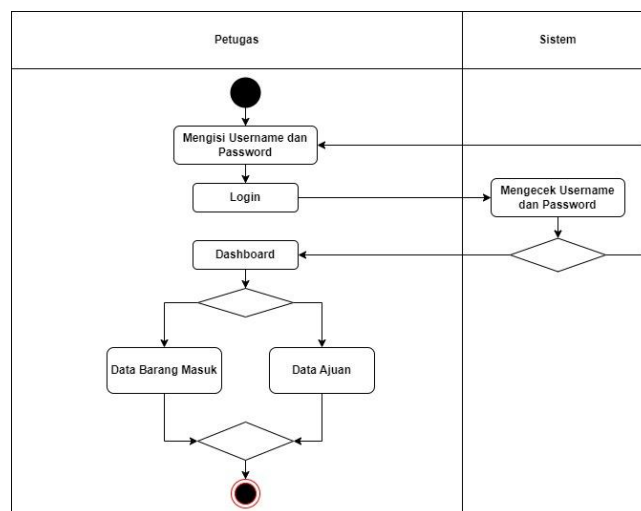 Petugas
Sistem
Mengisi Username dan
Password
Login
Mengecek Username
dan Password
Dashboard
Data Barang Masuk
Data Ajuan